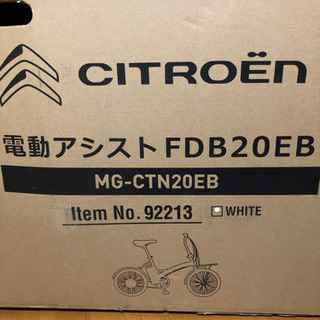 CITROËN
電動アシストFDB20EB
MG-CTN20EB
Item No. 92213 WHITE